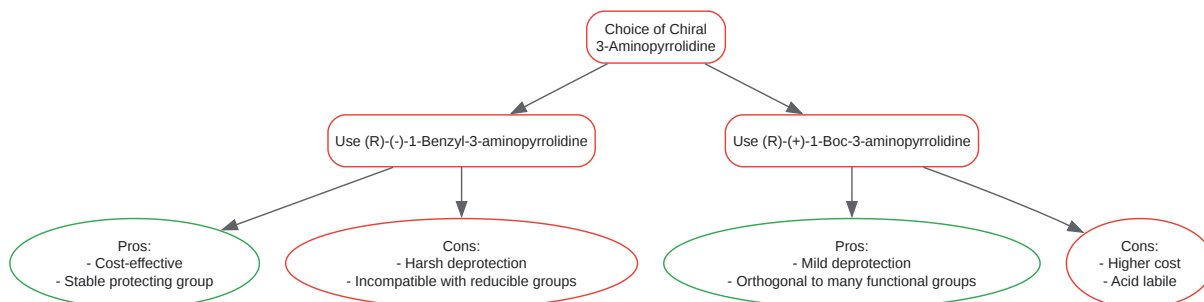 Choice of Chiral
3-Aminopyrrolidine
Use (R)-(-)-1-Benzyl-3-aminopyrrolidine
Use (R)-(+)-1-Boc-3-aminopyrrolidine
Pros:
- Cost-effective
- Stable protecting group
Cons:
- Harsh deprotection
- Incompatible with reducible groups
Pros:
- Mild deprotection
- Orthogonal to many functional groups
Cons:
- Higher cost
- Acid labile